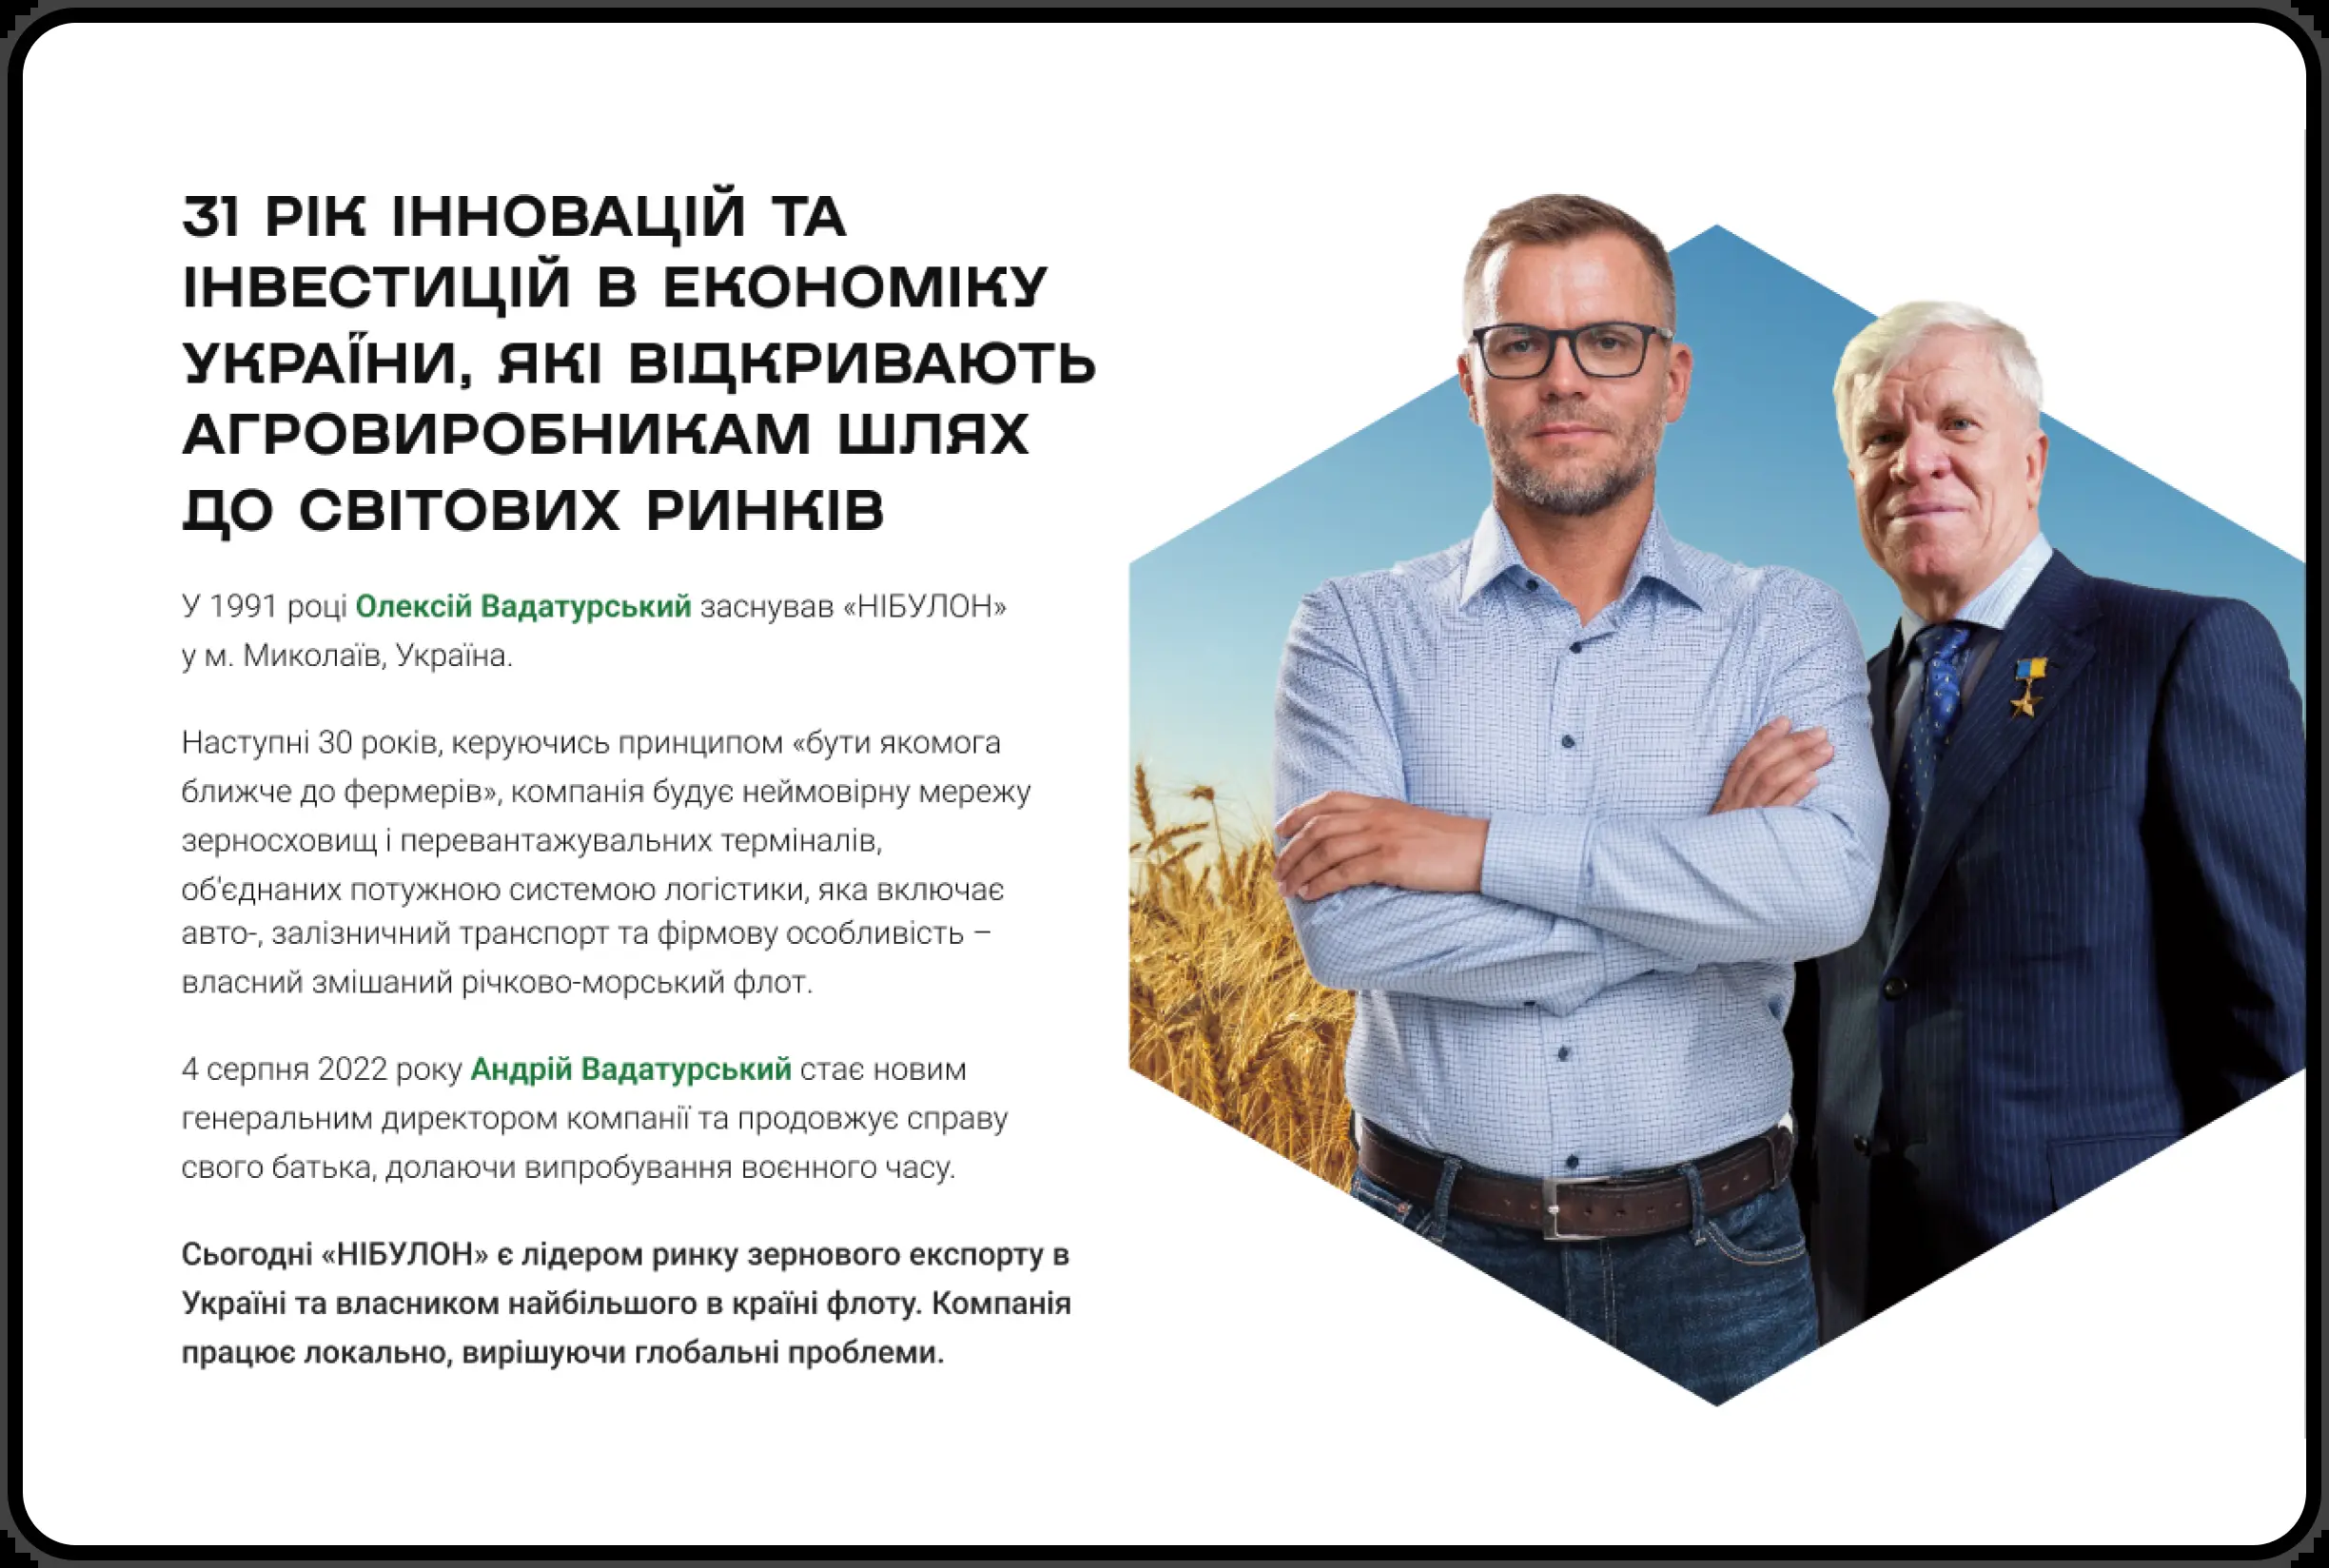 31 РІК ІННОВАЦІЙ ТА
ІНВЕСТИЦІЙ В ЕКОНОМІКУ
УКРАЇНИ, ЯКІ ВІДКРИВАЮТЬ
АГРОВИРОБНИКАМ ШЛЯХ
ДО СВІТОВИХ РИНКІВ
У 1991 році Олексій Вадатурський заснував «НІБУЛОН»
у м. Миколаїв, Україна.
Наступні 30 років, керуючись принципом «бути якомога
ближче до фермерів», компанія будує неймовірну мережу
зерносховищ і перевантажувальних терміналів,
об'єднаних потужною системою логістики, яка включає
авто-, залізничний транспорт та фірмову особливість –
власний змішаний річково-морський флот.
4 серпня 2022 року Андрій Вадатурський стає новим
генеральним директором компанії та продовжує справу
свого батька, долаючи випробування воєнного часу.
Сьогодні «НІБУЛОН» є лідером ринку зернового експорту в
Україні та власником найбільшого в країні флоту. Компанія
працює локально, вирішуючи глобальні проблеми.